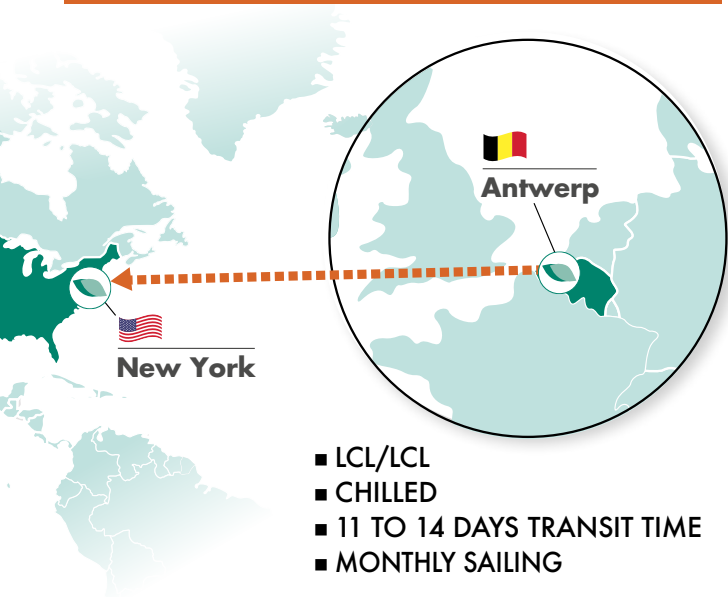 Antwerp
New York
■ LCL/LCL
■ CHILLED
■ 11 TO 14 DAYS TRANSIT TIME
■ MONTHLY SAILING